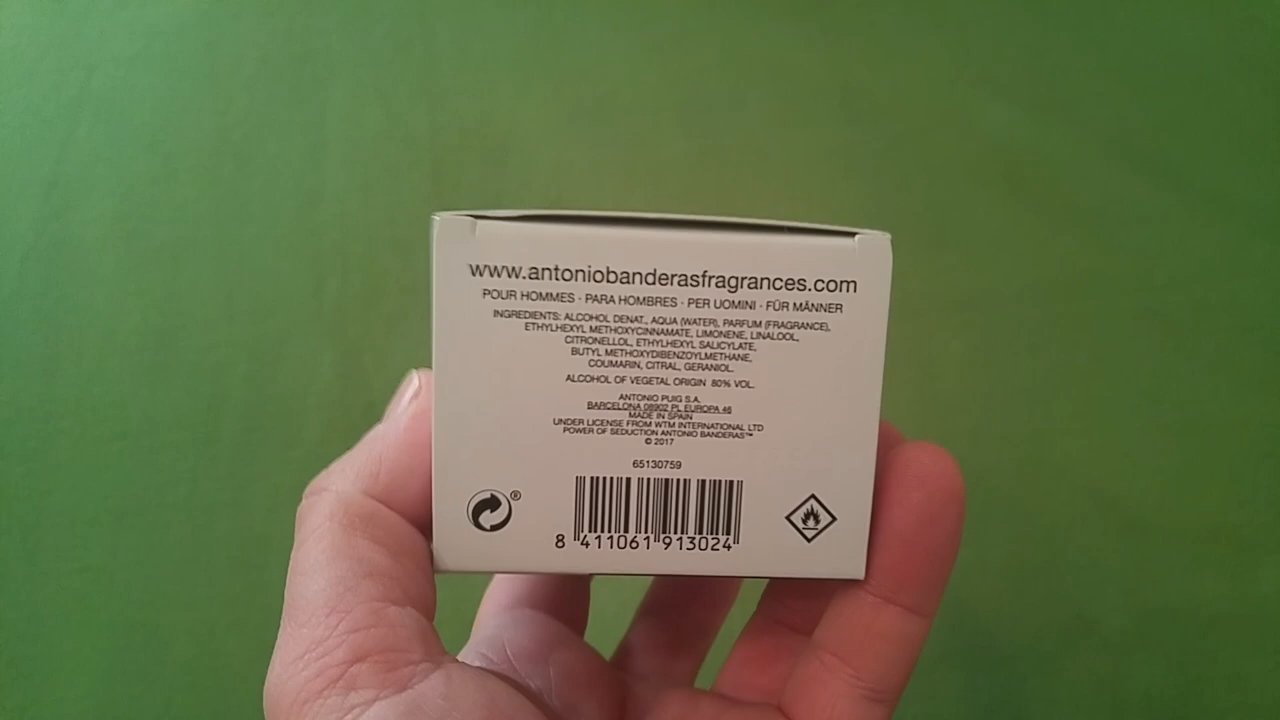 www.antoniobanderasfragrances.com
POUR HOMMES - PARA HOMBRES - PER UOMINI - FÜR MÄNNER
INGREDIENTS: ALCOHOL DENAT., AQUA (WATER), PARFUM (FRAGRANCE),
ETHYLHEXYL METHOXYCINNAMATE, LIMONENE, LINALOOL,
CITRONELLOL, ETHYLHEXYL SALICYLATE,
BUTYL METHOXYDIBENZOYLMETHANE,
COUMARIN, CITRAL, GERANIOL.
ALCOHOL OF VEGETAL ORIGIN 80% VOL.
ANTONIO PUIG S.A.
BARCELONA 08902 PL EUROPA 46
MADE IN SPAIN
UNDER LICENSE FROM WTM INTERNATIONAL LTD
POWER OF SEDUCTION ANTONIO BANDERAS™
© 2017
65130759
®
8 411061 913024